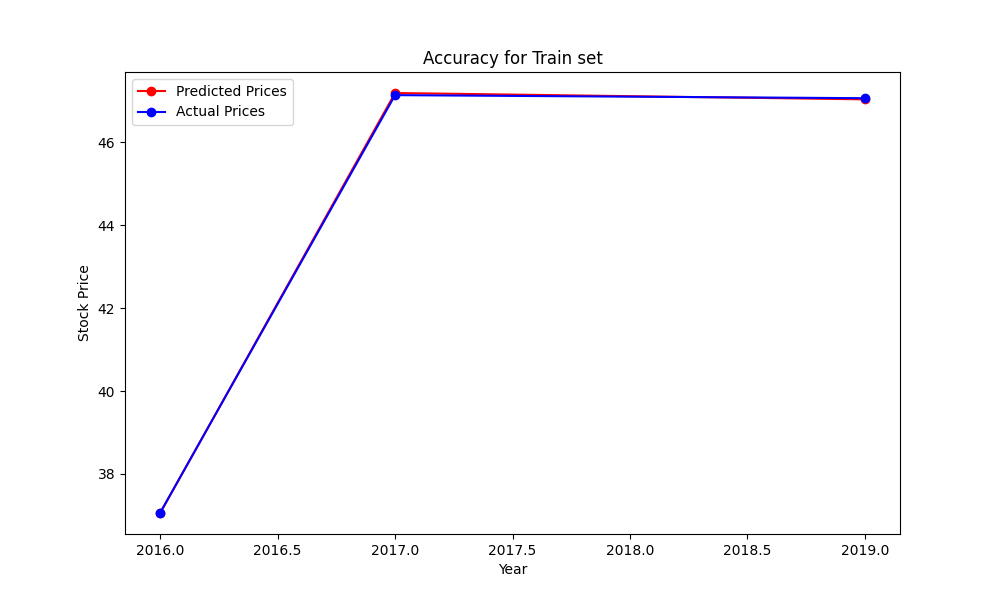 Accuracy for Train set
Predicted Prices
Actual Prices
46
44
42
40
38
Stock Price
2016.0 2016.5 2017.0 2017.5 2018.0 2018.5 2019.0
Year